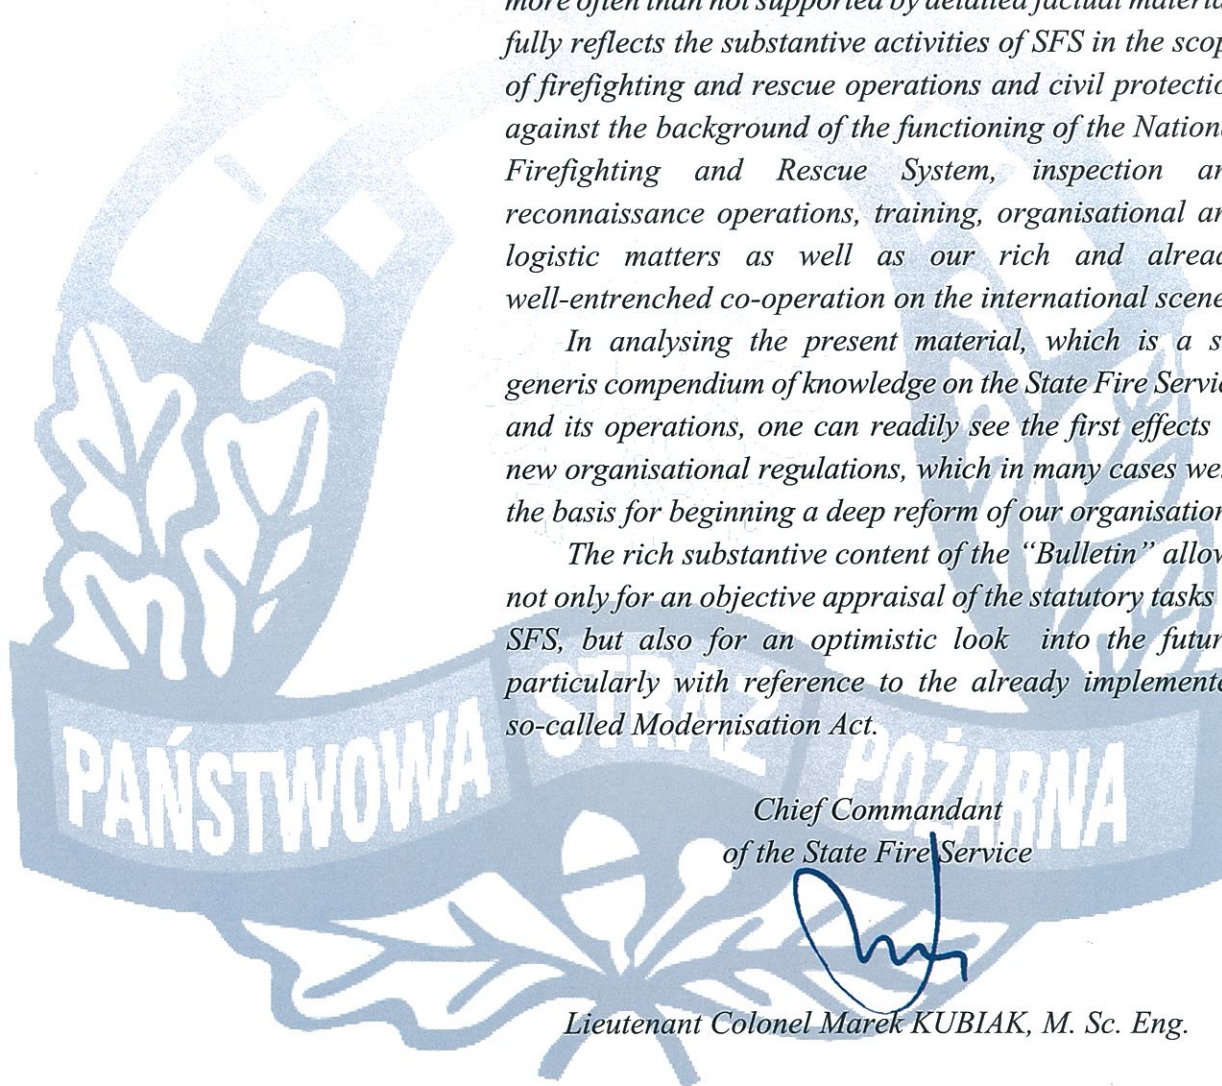 more often than not supported by detailed factual material
fully reflects the substantive activities of SFS in the scop
of firefighting and rescue operations and civil protectio
against the background of the functioning of the Nationa
Firefighting and Rescue System, inspection an
reconnaissance operations, training, organisational an
logistic matters as well as our rich and alread
well-entrenched co-operation on the international scene
In analysing the present material, which is a s
generis compendium of knowledge on the State Fire Servic
and its operations, one can readily see the first effects
new organisational regulations, which in many cases we
the basis for beginning a deep reform of our organisation
The rich substantive content of the “Bulletin” allow
not only for an objective appraisal of the statutory tasks
SFS, but also for an optimistic look into the futur
particularly with reference to the already implemente
so-called Modernisation Act.
PAŃSTWOWA STRAŻ POŻARNA
Chief Commandant
of the State Fire Service
Lieutenant Colonel Marek KUBIAK, M. Sc. Eng.